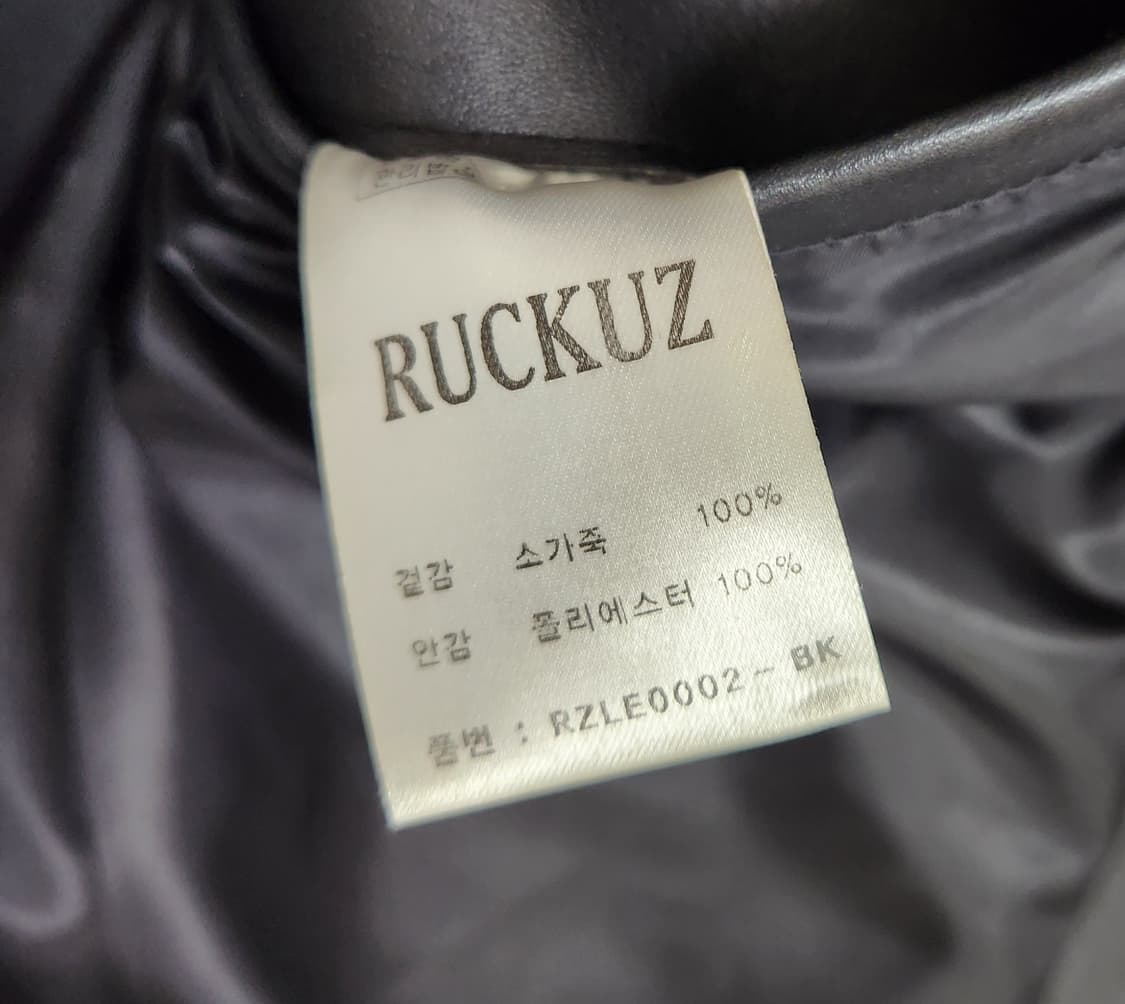 RUCKUZ
겉감 소가죽 100%
안감 폴리에스터 100%
품번 : RZLE0002-BK